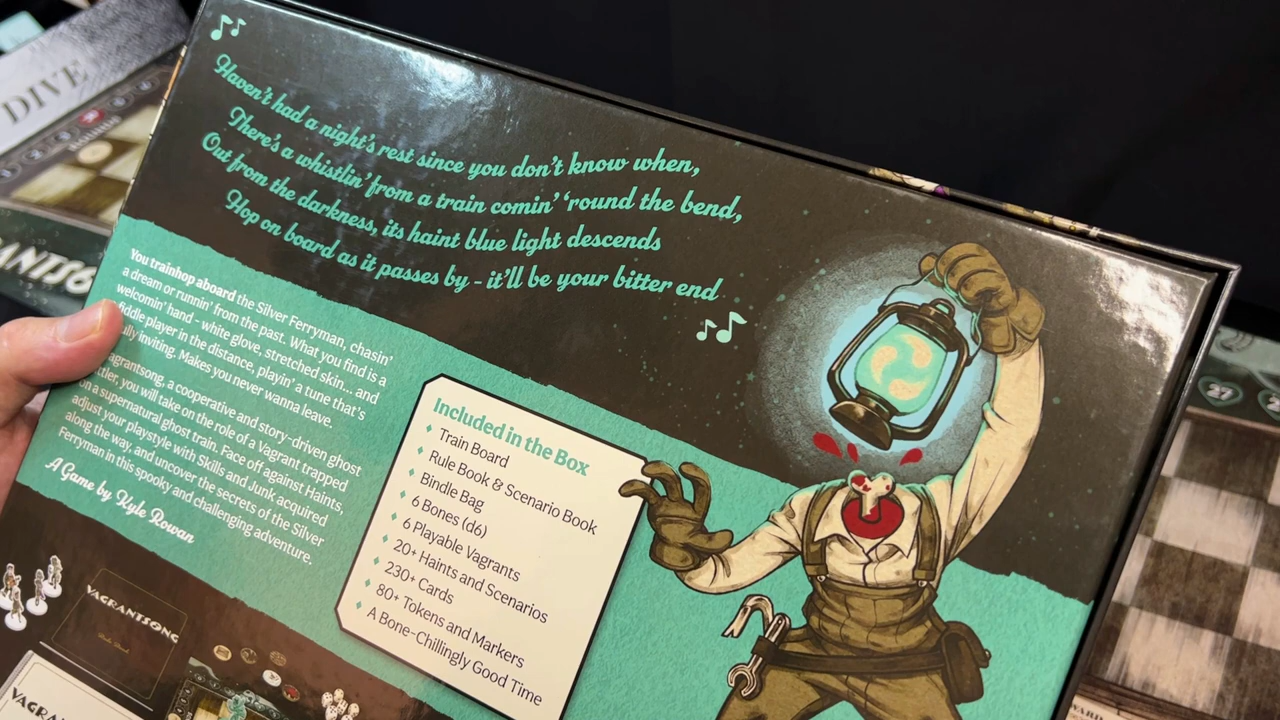 DIVE
Haven't had a night's rest since you don't know when,
There's a whistlin' from a train comin' 'round the bend,
Out from the darkness, its haint blue light descends
Hop on board as it passes by - it'll be your bitter end
You trainhop aboard the Silver Ferryman, chasin'
a dream or runnin' from the past. What you find is a
welcomin' hand - white glove, stretched skin... and
fiddle player in the distance, playin' a tune that's
inviting. Makes you never wanna leave.
a cooperative and story-driven ghost
you will take on the role of a Vagrant trapped
on a supernatural ghost train. Face off against Haints,
adjust your playstyle with Skills and Junk acquired
along the way, and uncover the secrets of the Silver
Ferryman in this spooky and challenging adventure.
A Game by Kyle Rowan
Included in the Box
Train Board
Rule Book & Scenario Book
Bindle Bag
6 Bones (d6)
6 Playable Vagrants
20+ Haints and Scenarios
230+ Cards
80+ Tokens and Markers
A Bone-Chillingly Good Time
VAGRANTSONG
27